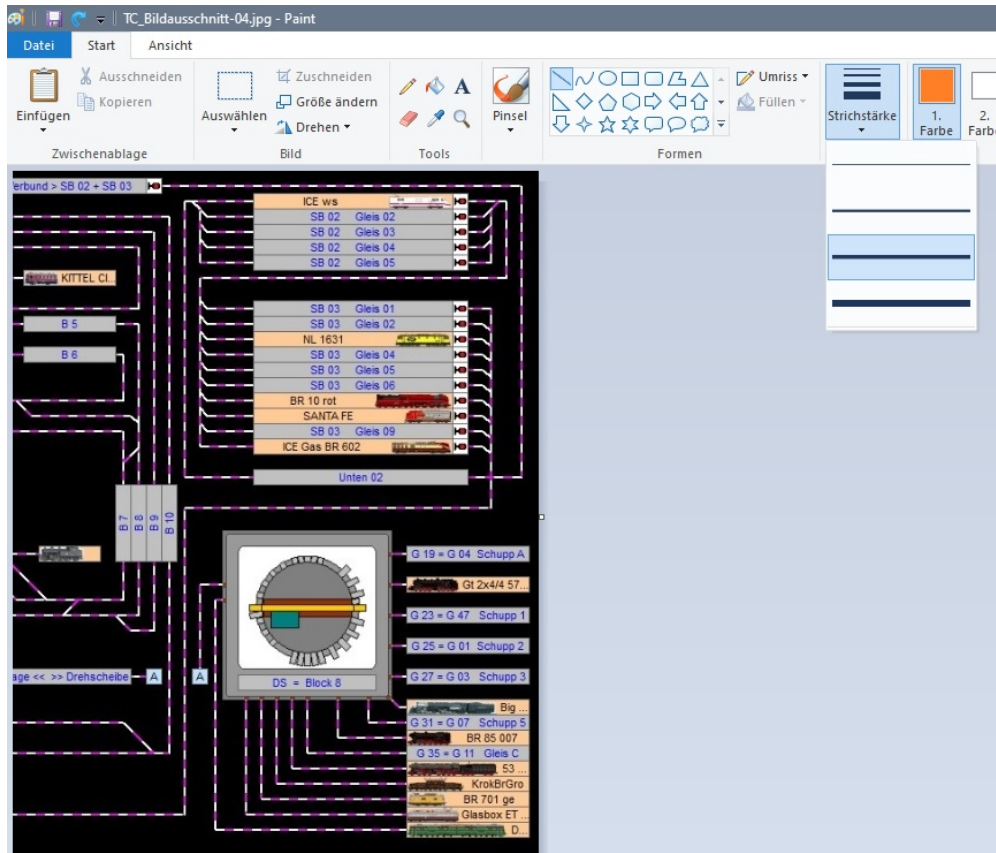 TC_Bildausschnitt-04.jpg - Paint
Datei Start Ansicht
Einfügen
Ausschneiden
Kopieren
Zwischenablage
Auswählen
Zuschneiden
Größe ändern
Drehen
Bild
A
Tools
Pinsel
Umriss
Füllen
Formen
Strichstärke
1.
Farbe
2.
erbund > SB 02 + SB 03
ICE ws
SB 02 Gleis 02
SB 02 Gleis 03
SB 02 Gleis 04
SB 02 Gleis 05
KITTEL CI...
SB 03 Gleis 01
B 5
SB 03 Gleis 02
NL 1631
B 6
SB 03 Gleis 04
SB 03 Gleis 05
SB 03 Gleis 06
BR 10 rot
SANTA FE
SB 03 Gleis 09
ICE Gas BR 602
Unten 02
B 7
B 8
B 9
B 10
G 19 = G 04 Schupp A
Gt 2x4/4 57...
G 23 = G 47 Schupp 1
G 25 = G 01 Schupp 2
age << >> Drehscheibe
A
A
G 27 = G 03 Schupp 3
DS = Block 8
Big ...
G 31 = G 07 Schupp 5
BR 85 007
G 35 = G 11 Gleis C
53 ...
KrokBrGro
BR 701 ge
Glasbox ET ...
D...